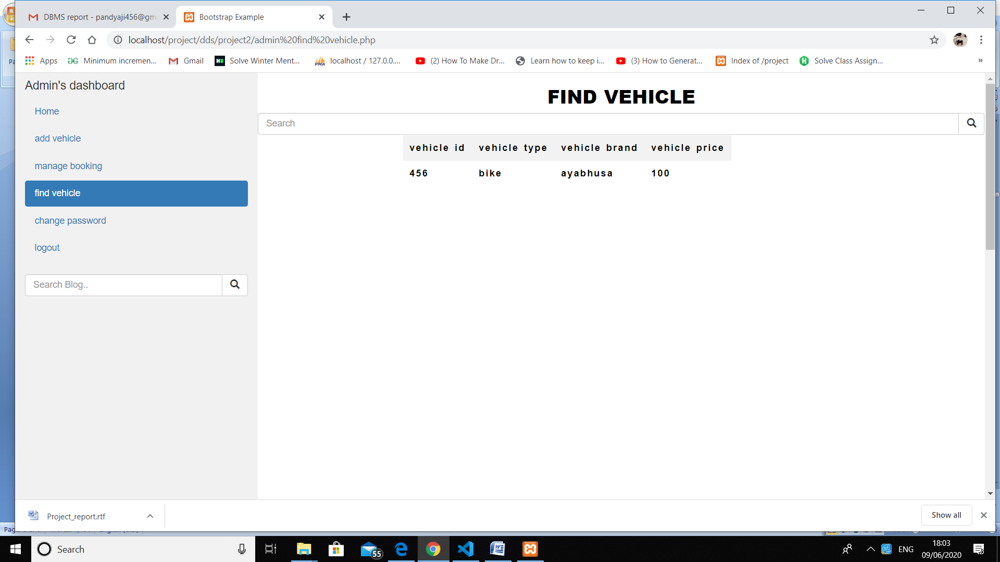 DBMS report - pandyaji456@gm
Bootstrap Example
localhost/project/dds/project2/admin%20find%20vehicle.php
Apps
Minimum incremen...
Gmail
Solve Winter Ment...
localhost / 127.0.0....
(2) How To Make Dr...
Learn how to keep i...
(3) How to Generat...
Index of /project
Solve Class Assign...
»
Admin's dashboard
Home
add vehicle
manage booking
find vehicle
change password
logout
Search Blog..
FIND VEHICLE
Search
vehicle id vehicle type vehicle brand vehicle price
456 bike ayabhusa 100
Project_report.rtf
Show all
Search
55
ENG
18:03
09/06/2020